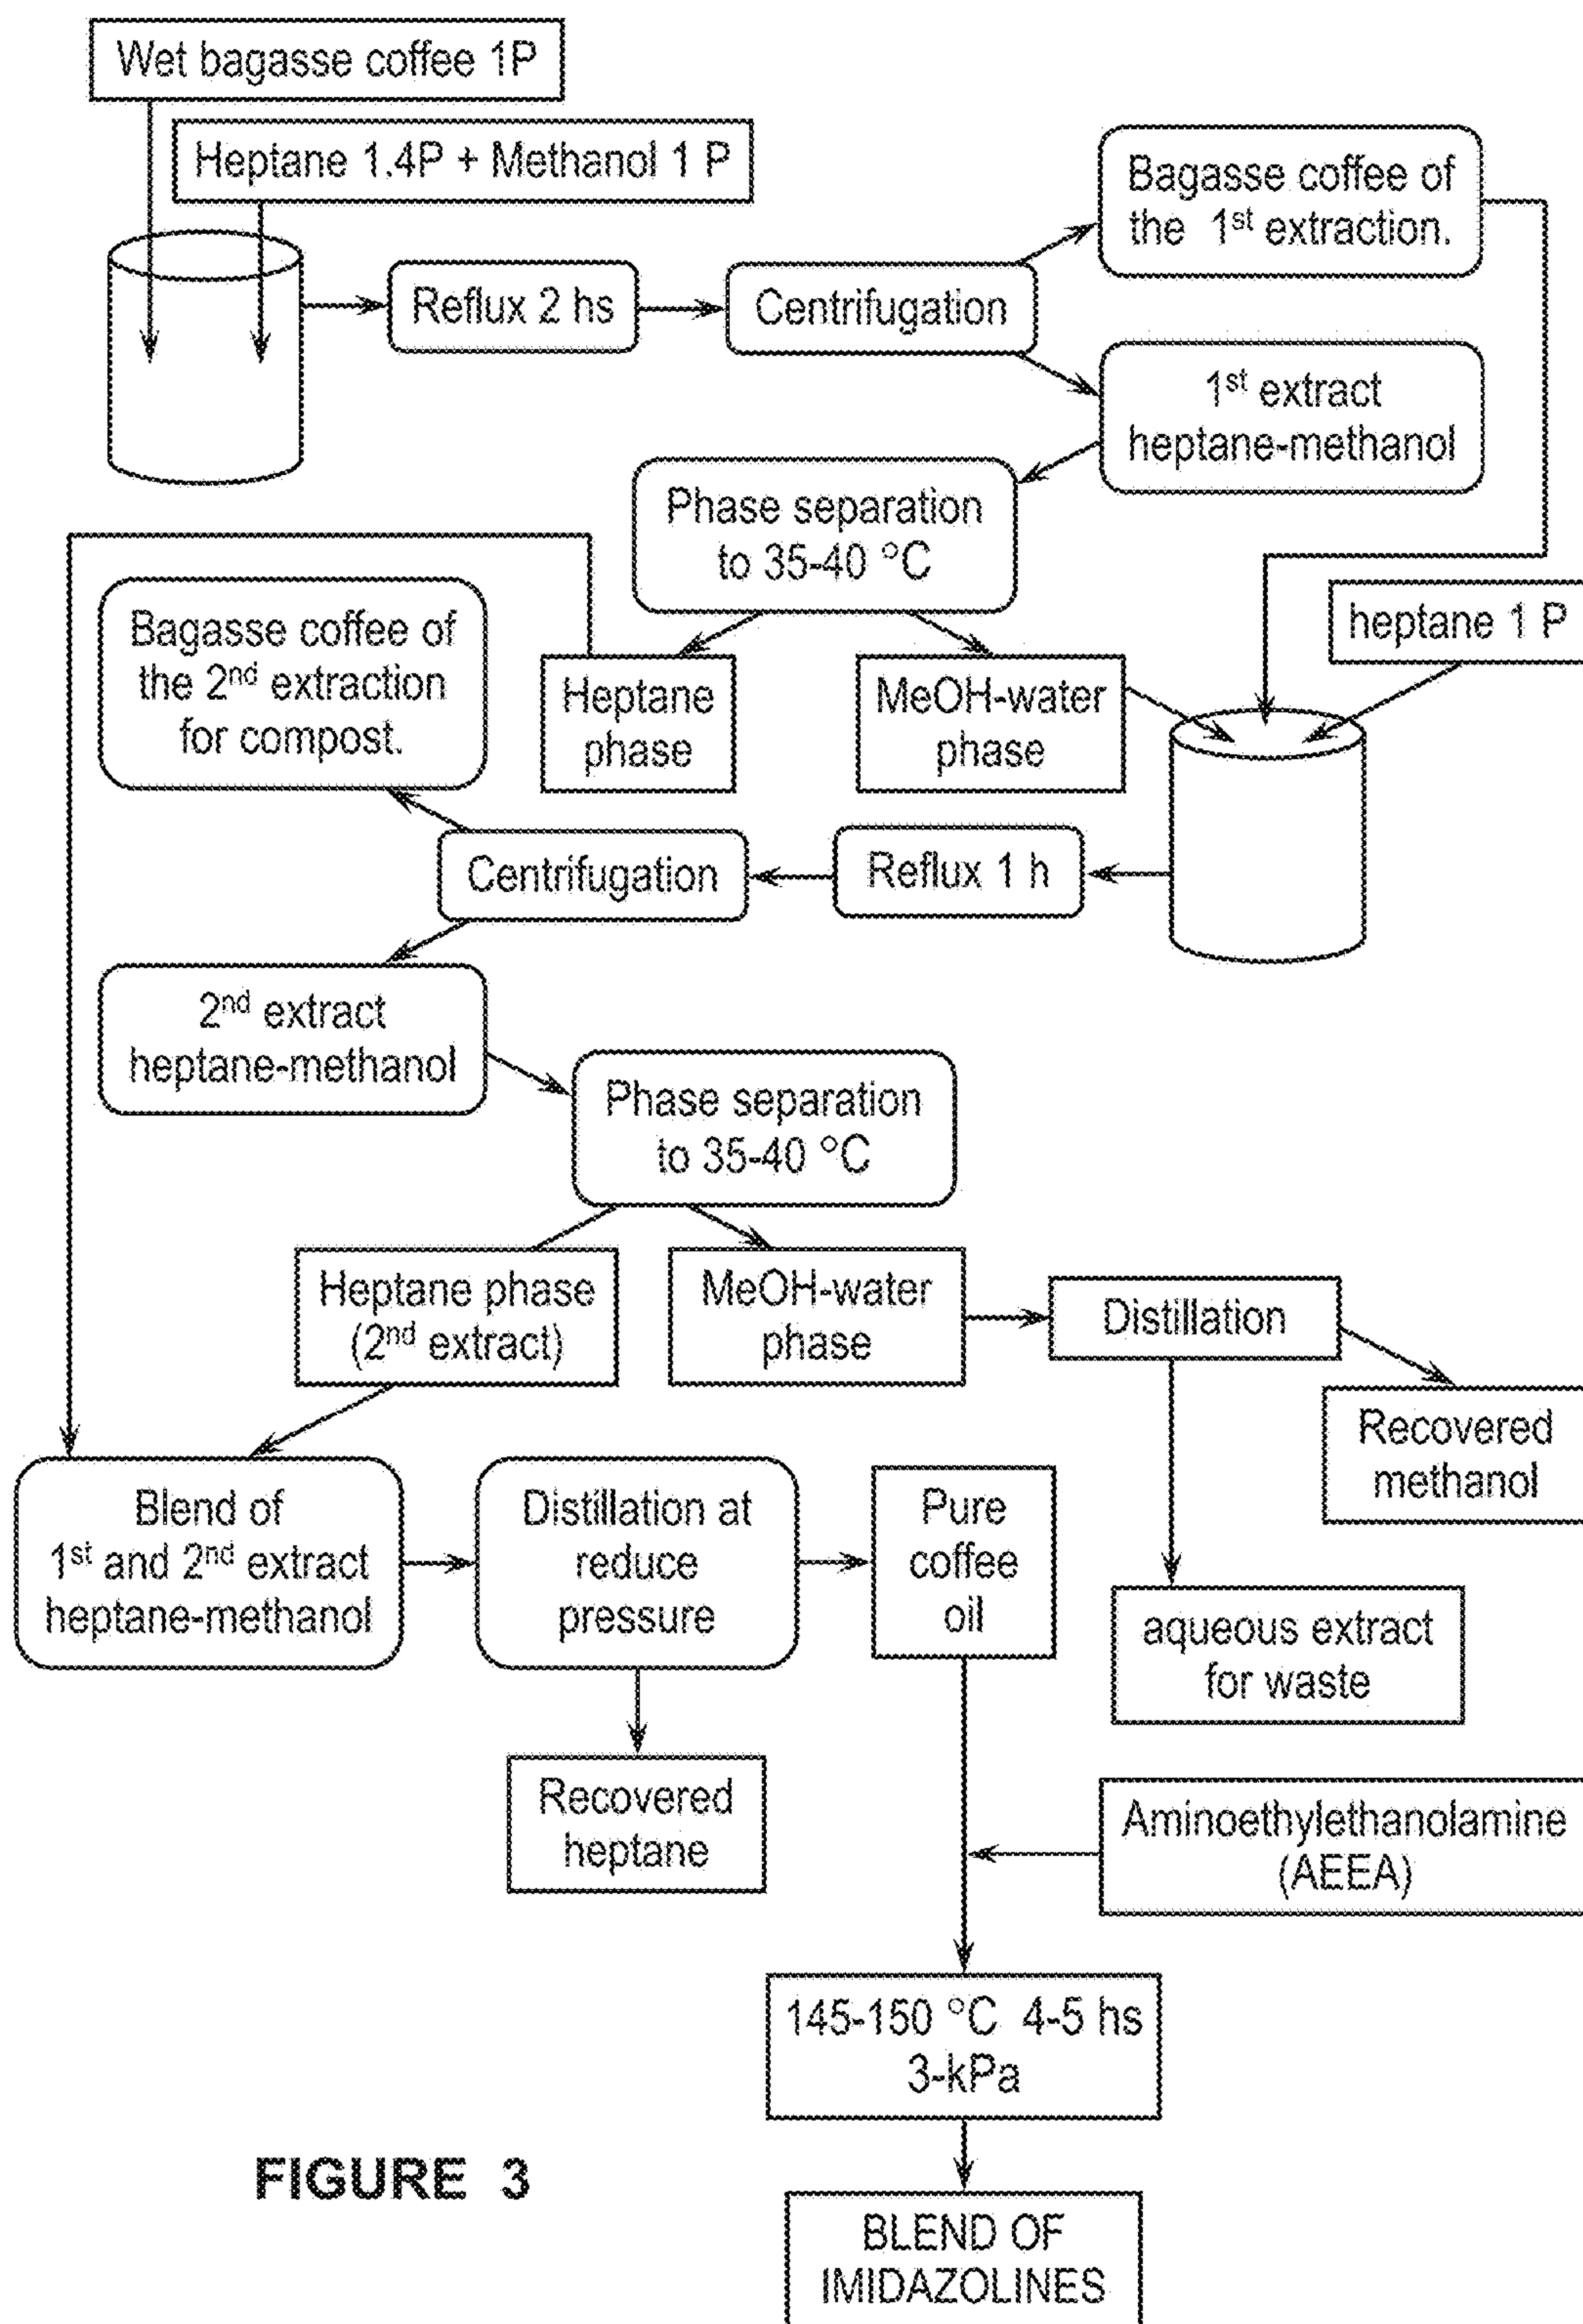 Wet bagasse coffee 1P
Heptane 1.4P + Methanol 1 P
Reflux 2 hs
Centrifugation
Bagasse coffee of
the 1st extraction.
1st extract
heptane-methanol
Phase separation
to 35-40 °C
Heptane
phase
MeOH-water
phase
heptane 1 P
Reflux 1 h
Centrifugation
Bagasse coffee of
the 2nd extraction
for compost.
2nd extract
heptane-methanol
Phase separation
to 35-40 °C
Heptane phase
(2nd extract)
MeOH-water
phase
Distillation
Recovered
methanol
aqueous extract
for waste
Blend of
1st and 2nd extract
heptane-methanol
Distillation at
reduce
pressure
Recovered
heptane
Pure
coffee
oil
Aminoethylethanolamine
(AEEA)
145-150 °C 4-5 hs
3-kPa
BLEND OF
IMIDAZOLINES
FIGURE 3